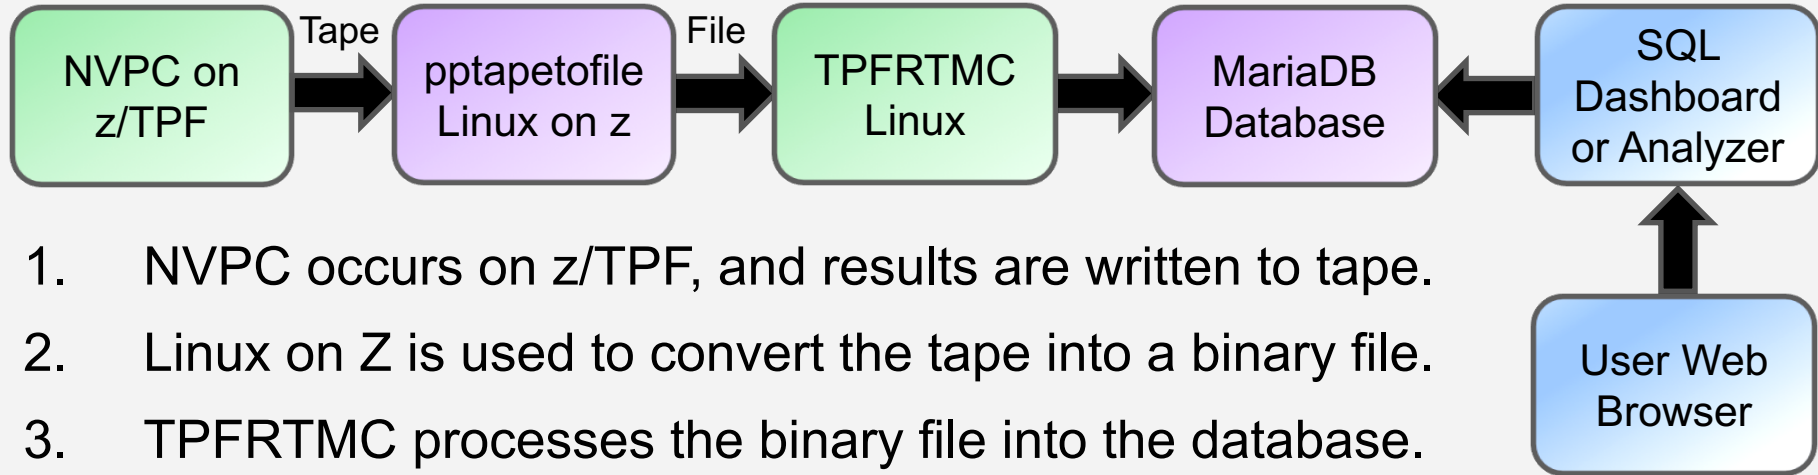 NVPC on
z/TPF
Tape
pptapetofile
Linux on z
File
TPFRTMC
Linux
MariaDB
Database
SQL
Dashboard
or Analyzer
1. NVPC occurs on z/TPF, and results are written to tape.
2. Linux on Z is used to convert the tape into a binary file.
3. TPFRTMC processes the binary file into the database.
User Web
Browser